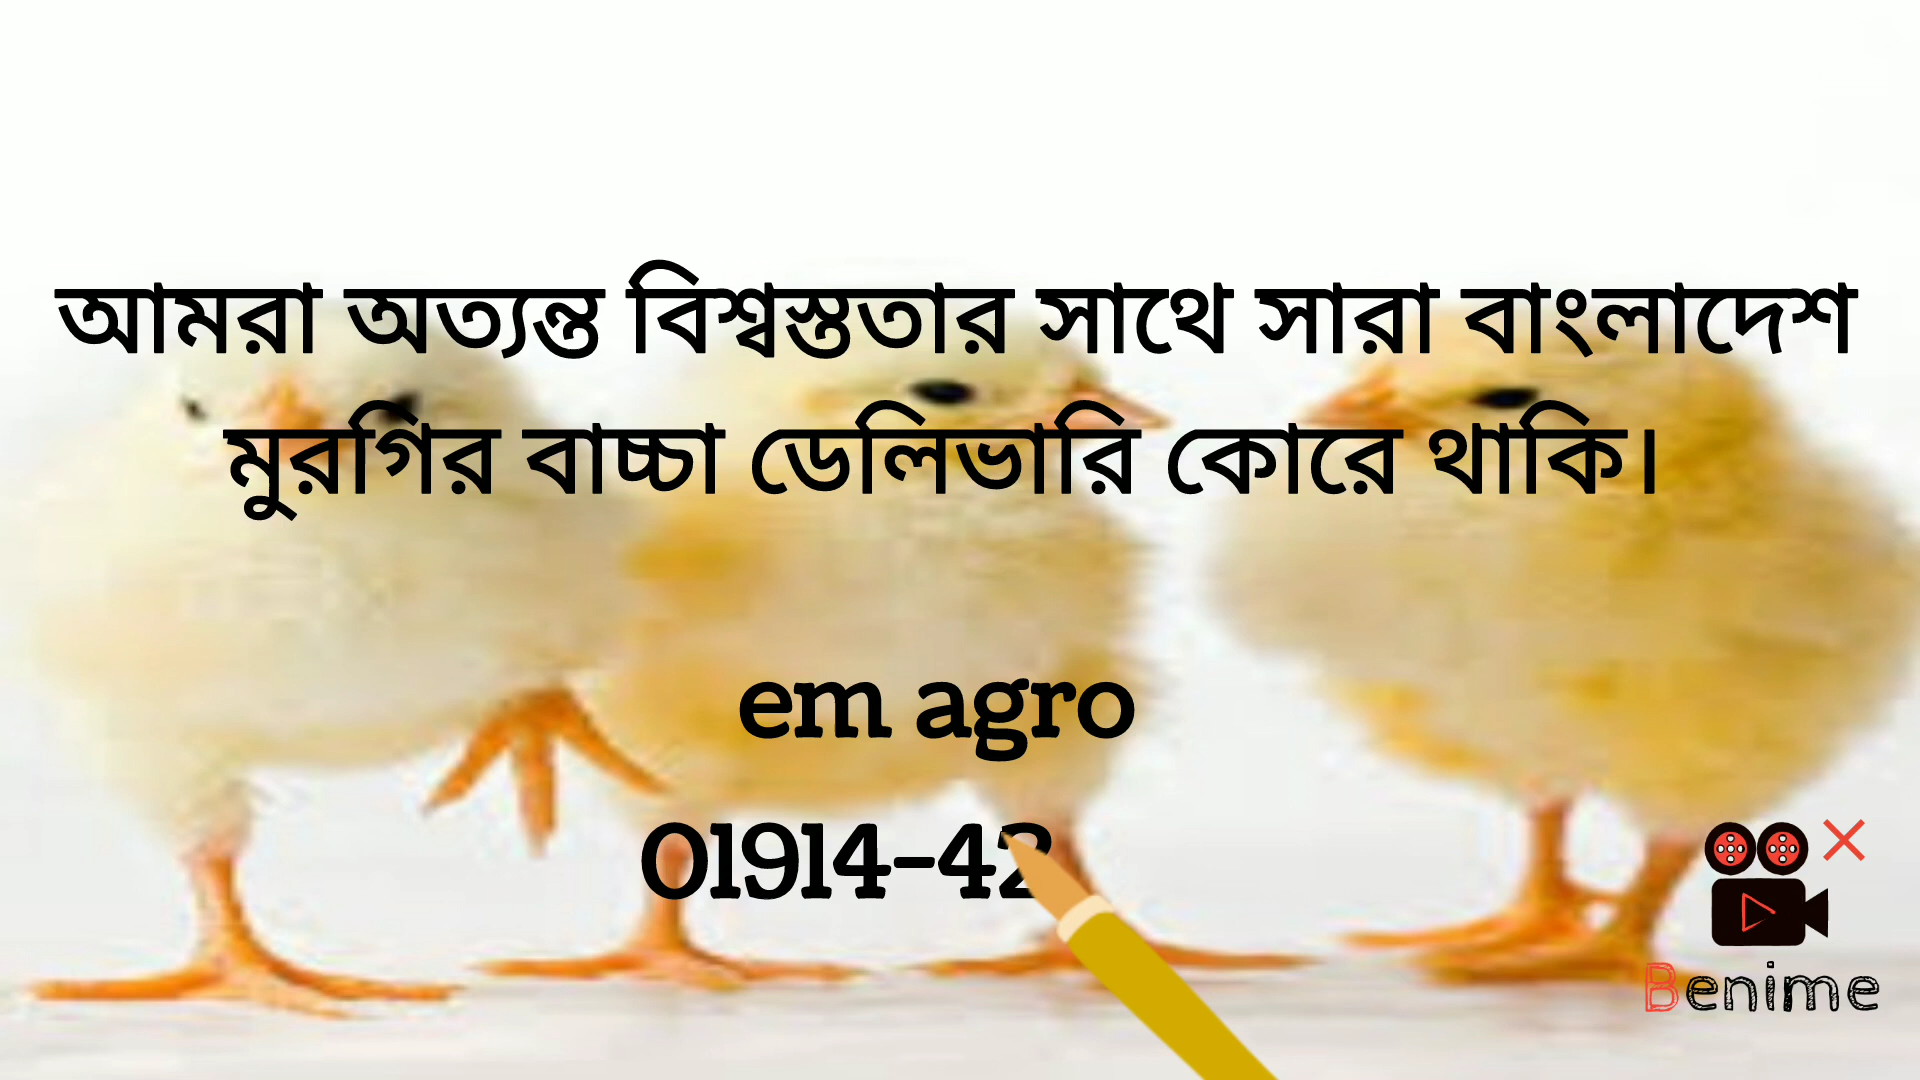 আমরা অত্যন্ত বিশ্বস্ততার সাথে সারা বাংলাদেশ
মুরগির বাচ্চা ডেলিভারি কোরে থাকি।
em agro
01914-42
Benime